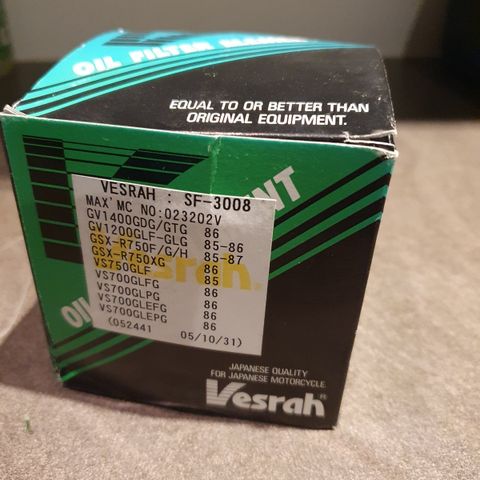 OIL FILTER
EQUAL TO OR BETTER THAN
ORIGINAL EQUIPMENT.
VESRAH : SF-3008
MAX' MC NO:023202V
GV1400GDG/GTG 86
GV1200GLF-GLG 85-86
GSX-R750F/G/H 85-87
GSX-R750XG 86
VS750GLF 85
VS700GLFG 86
VS700GLPG 86
VS700GLEFG 86
VS700GLEPG 86
(052441 05/10/31)
JAPANESE QUALITY
FOR JAPANESE MOTORCYCLE
Vesrah®